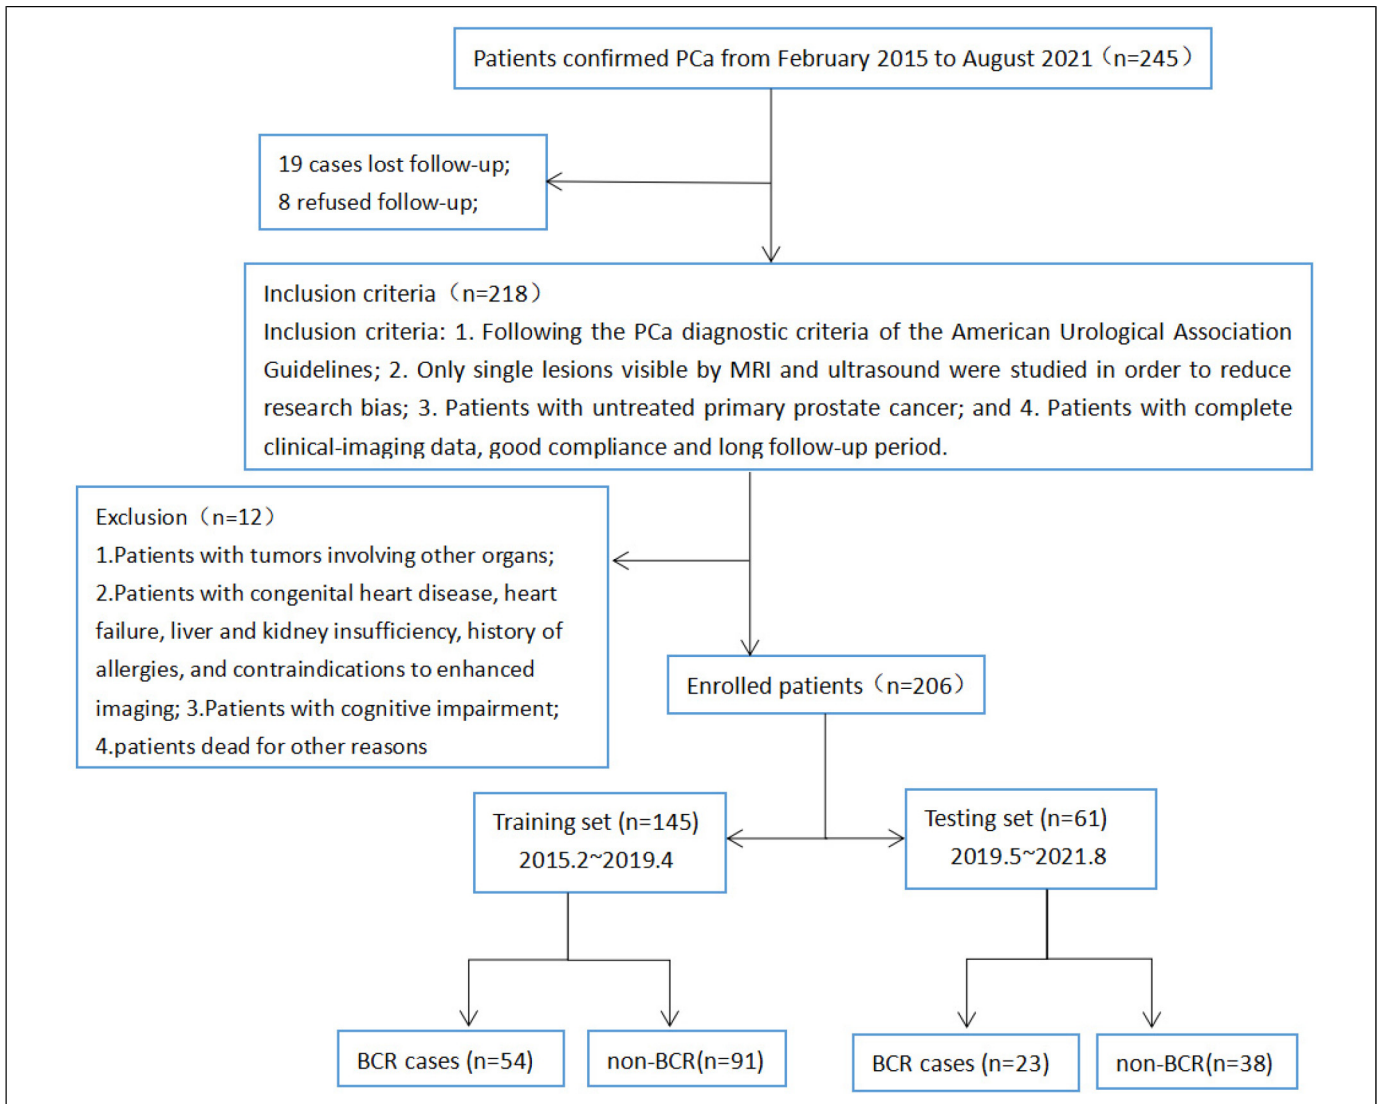 Patients confirmed PCa from February 2015 to August 2021（n=245）
19 cases lost follow-up;
8 refused follow-up;
Inclusion criteria（n=218）
Inclusion criteria: 1. Following the PCa diagnostic criteria of the American Urological Association
Guidelines; 2. Only single lesions visible by MRI and ultrasound were studied in order to reduce
research bias; 3. Patients with untreated primary prostate cancer; and 4. Patients with complete
clinical-imaging data, good compliance and long follow-up period.
Exclusion（n=12）
1.Patients with tumors involving other organs;
2.Patients with congenital heart disease, heart
failure, liver and kidney insufficiency, history of
allergies, and contraindications to enhanced
imaging; 3.Patients with cognitive impairment;
4.patients dead for other reasons
Enrolled patients（n=206）
Training set (n=145)
2015.2~2019.4
Testing set (n=61)
2019.5~2021.8
BCR cases (n=54)
non-BCR(n=91)
BCR cases (n=23)
non-BCR(n=38)